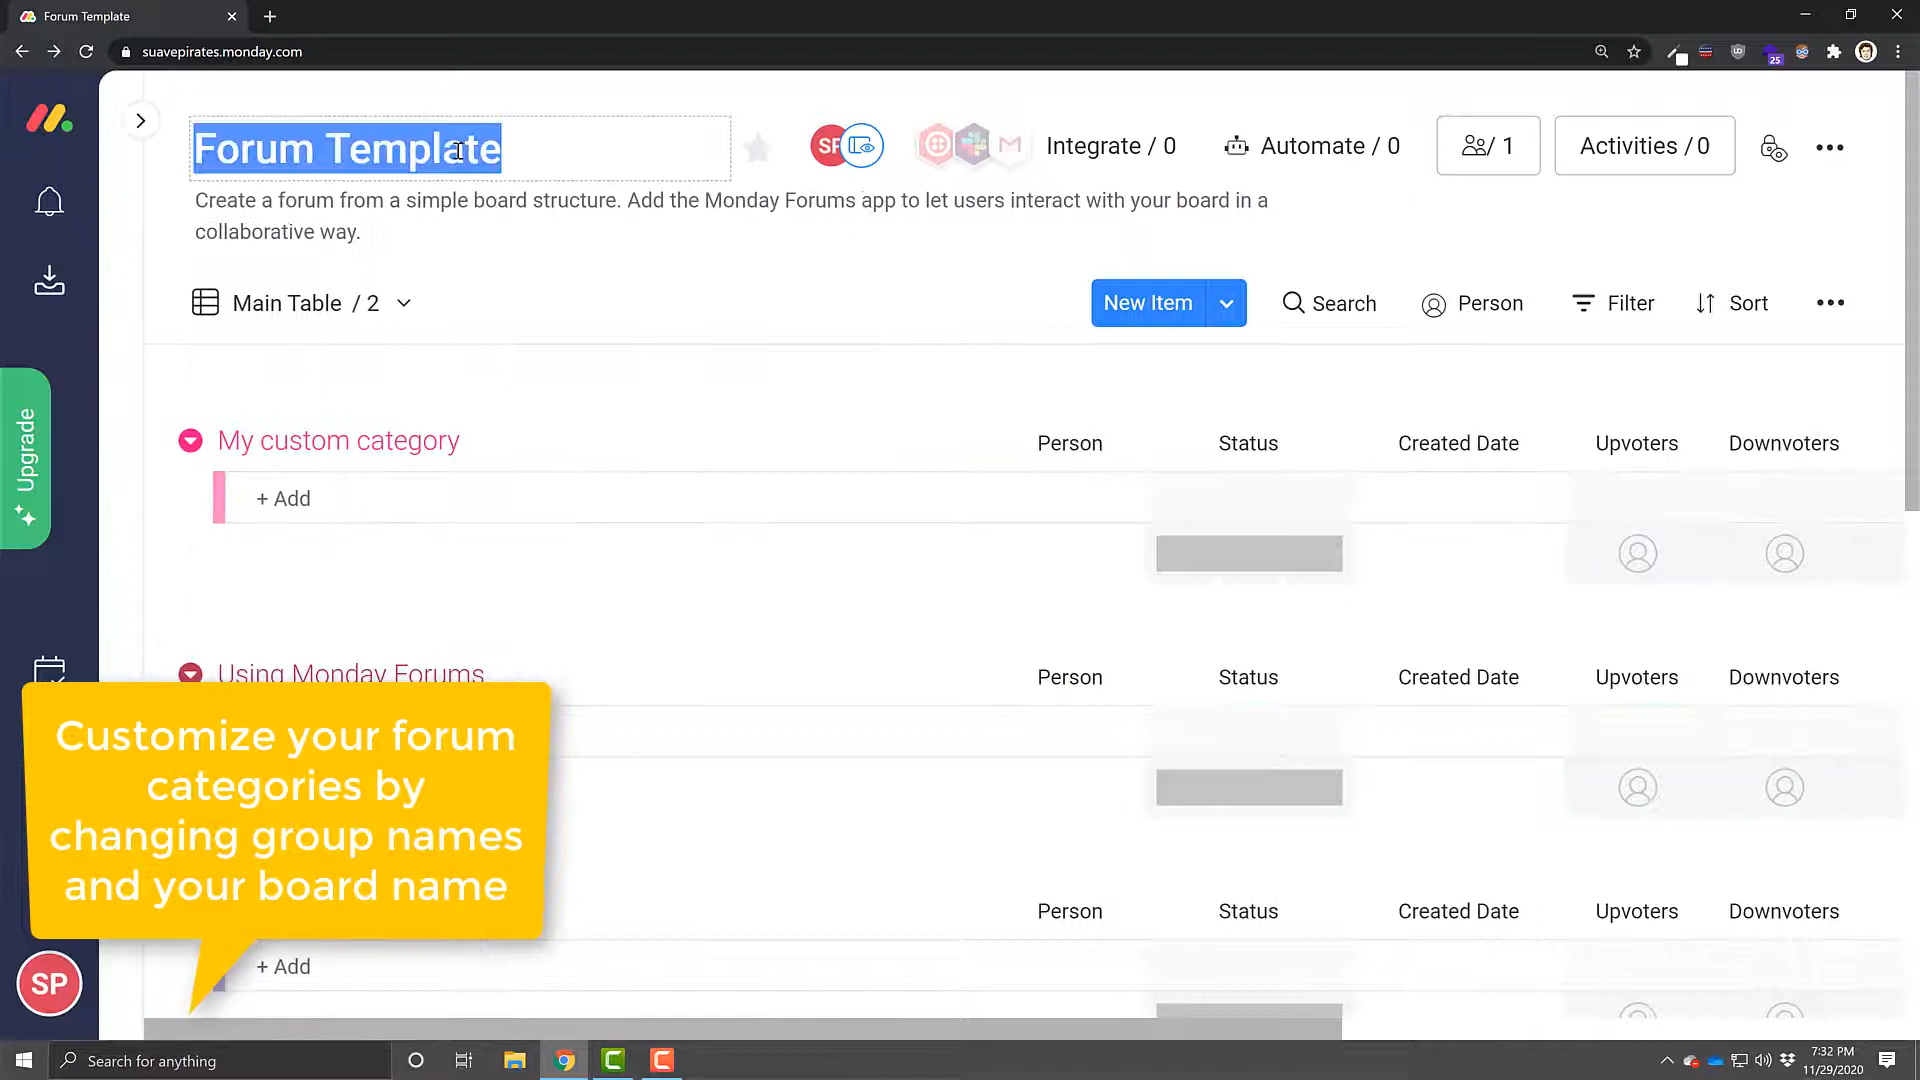 Forum Template
suavepirates.monday.com
25
Forum Template
SP
Integrate / 0
Automate / 0
/ 1
Activities / 0
Create a forum from a simple board structure. Add the Monday Forums app to let users interact with your board in a
collaborative way.
Main Table / 2
New Item
Search
Person
Filter
Sort
Upgrade
My custom category
Person
Status
Created Date
Upvoters
Downvoters
+ Add
Using Monday Forums
Person
Status
Created Date
Upvoters
Downvoters
Customize your forum
categories by
changing group names
and your board name
Person
Status
Created Date
Upvoters
Downvoters
+ Add
SP
Search for anything
7:32 PM
11/29/2020